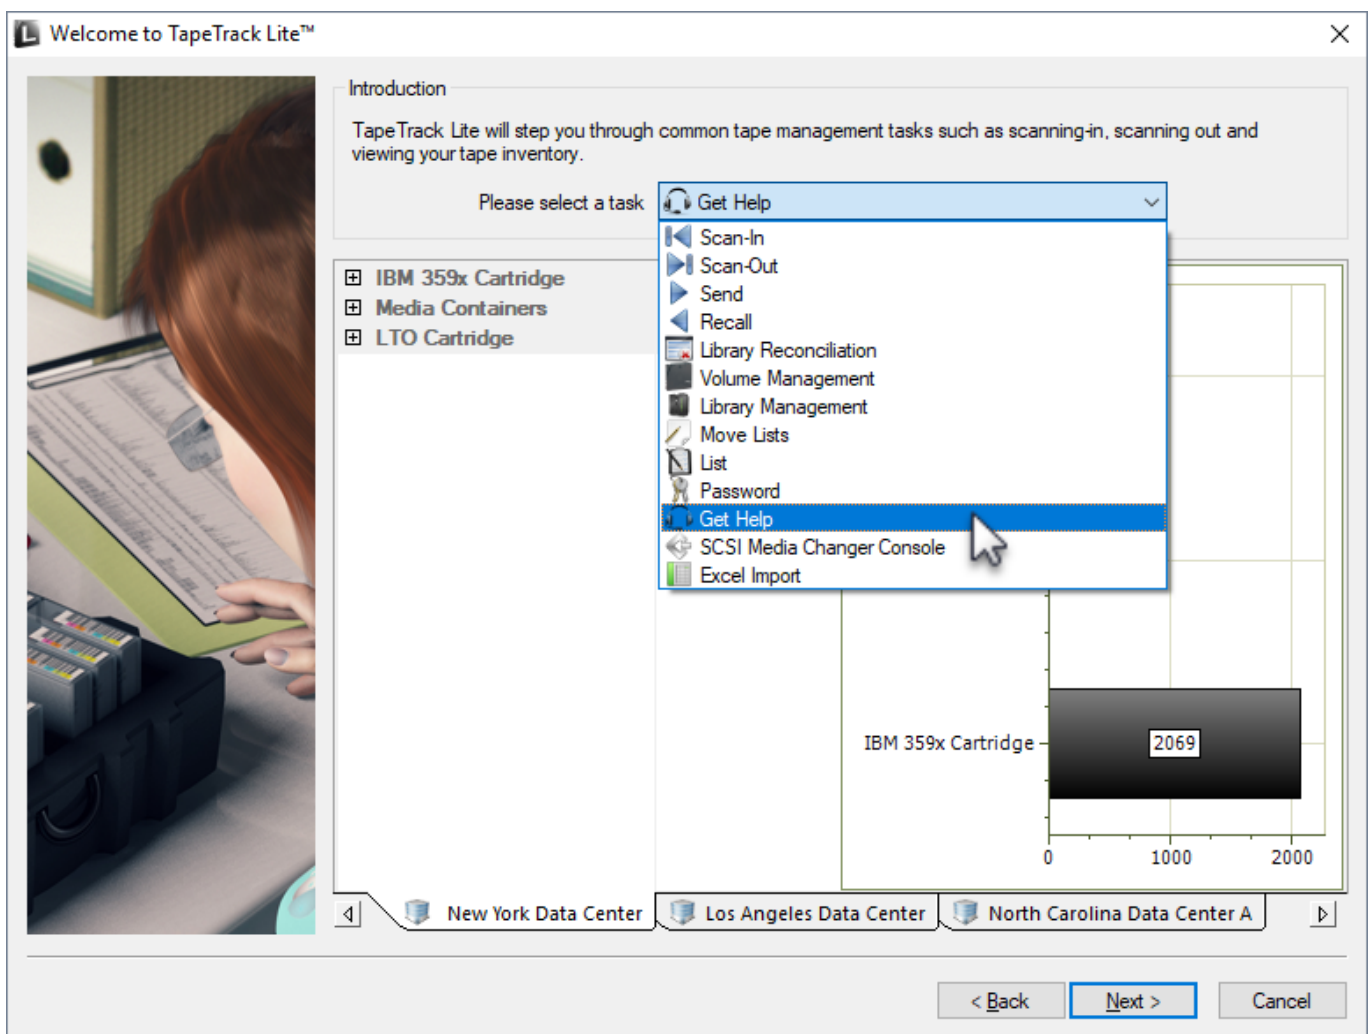 Welcome to TapeTrack Lite™
Introduction
TapeTrack Lite will step you through common tape management tasks such as scanning-in, scanning out and
viewing your tape inventory.
Please select a task
Get Help
Scan-In
Scan-Out
Send
Recall
Library Reconciliation
Volume Management
Library Management
Move Lists
List
Password
Get Help
SCSI Media Changer Console
Excel Import
IBM 359x Cartridge
Media Containers
LTO Cartridge
IBM 359x Cartridge
2069
0 1000 2000
New York Data Center
Los Angeles Data Center
North Carolina Data Center A
< Back
Next >
Cancel